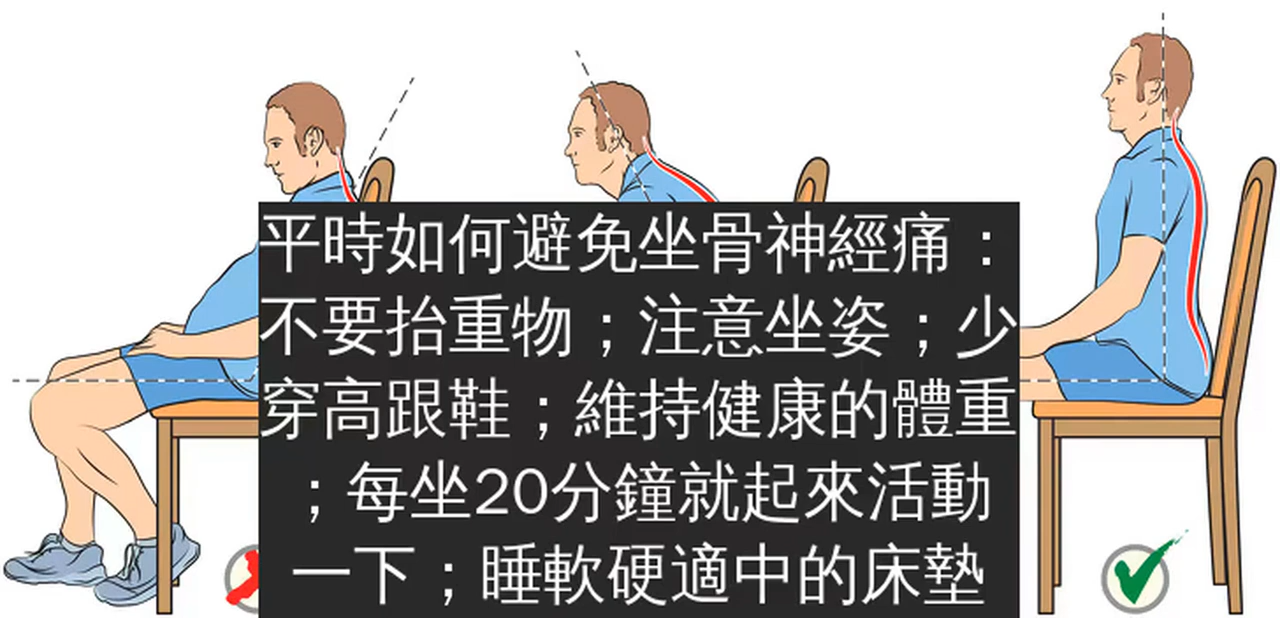 平時如何避免坐骨神經痛：
不要抬重物；注意坐姿；少
穿高跟鞋；維持健康的體重
；每坐20分鐘就起來活動
一下；睡軟硬適中的床墊